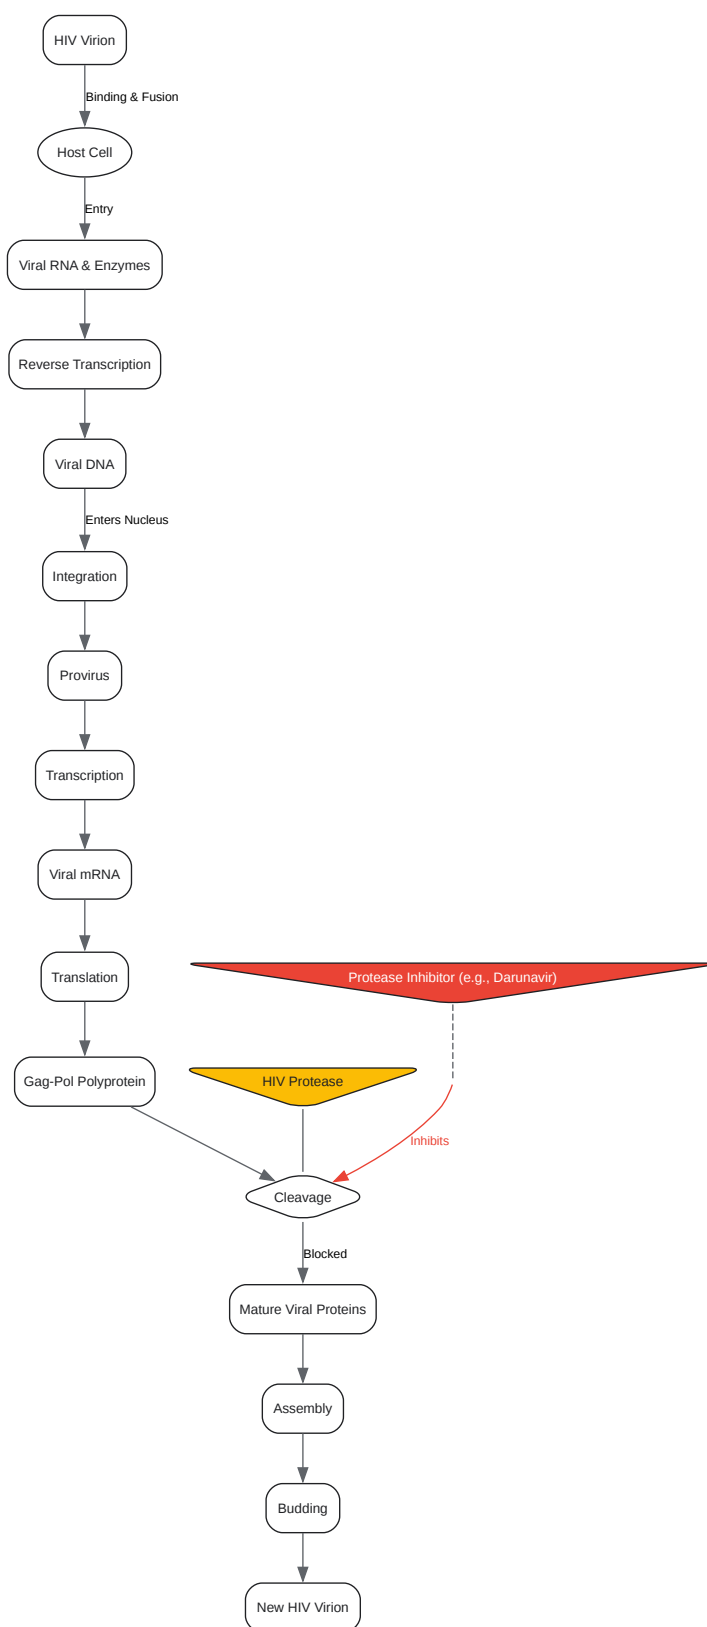 HIV Virion
Binding & Fusion
Host Cell
Entry
Viral RNA & Enzymes
Reverse Transcription
Viral DNA
Enters Nucleus
Integration
Provirus
Transcription
Viral mRNA
Translation
Protease Inhibitor (e.g., Darunavir)
Gag-Pol Polyprotein
HIV Protease
Inhibits
Cleavage
Blocked
Mature Viral Proteins
Assembly
Budding
New HIV Virion